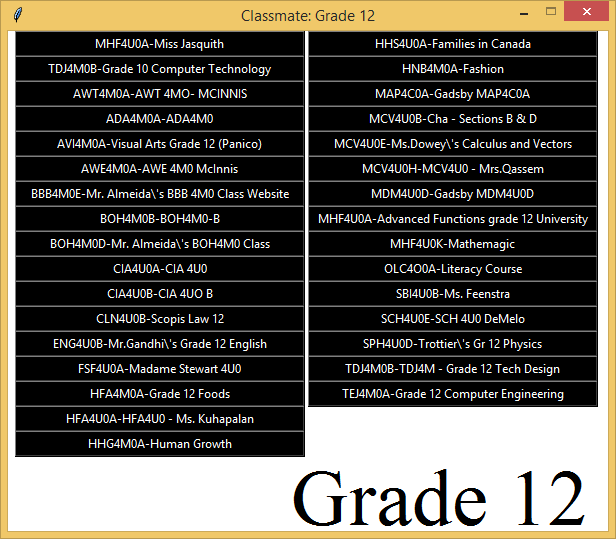 Classmate: Grade 12
MHF4U0A-Miss Jasquith
TDJ4M0B-Grade 10 Computer Technology
AWT4M0A-AWT 4MO- MCINNIS
ADA4M0A-ADA4M0
AVI4M0A-Visual Arts Grade 12 (Panico)
AWE4M0A-AWE 4M0 McInnis
BBB4M0E-Mr. Almeida\'s BBB 4M0 Class Website
BOH4M0B-BOH4M0-B
BOH4M0D-Mr. Almeida\'s BOH4M0 Class
CIA4U0A-CIA 4U0
CIA4U0B-CIA 4UO B
CLN4U0B-Scopis Law 12
ENG4U0B-Mr.Gandhi\'s Grade 12 English
FSF4U0A-Madame Stewart 4U0
HFA4M0A-Grade 12 Foods
HFA4U0A-HFA4U0 - Ms. Kuhapalan
HHG4M0A-Human Growth
HHS4U0A-Families in Canada
HNB4M0A-Fashion
MAP4C0A-Gadsby MAP4C0A
MCV4U0B-Cha - Sections B & D
MCV4U0E-Ms.Dowey\'s Calculus and Vectors
MCV4U0H-MCV4U0 - Mrs.Qassem
MDM4U0D-Gadsby MDM4U0D
MHF4U0A-Advanced Functions grade 12 University
MHF4U0K-Mathemagic
OLC4O0A-Literacy Course
SBI4U0B-Ms. Feenstra
SCH4U0E-SCH 4U0 DeMelo
SPH4U0D-Trottier\'s Gr 12 Physics
TDJ4M0B-TDJ4M - Grade 12 Tech Design
TEJ4M0A-Grade 12 Computer Engineering
Grade 12